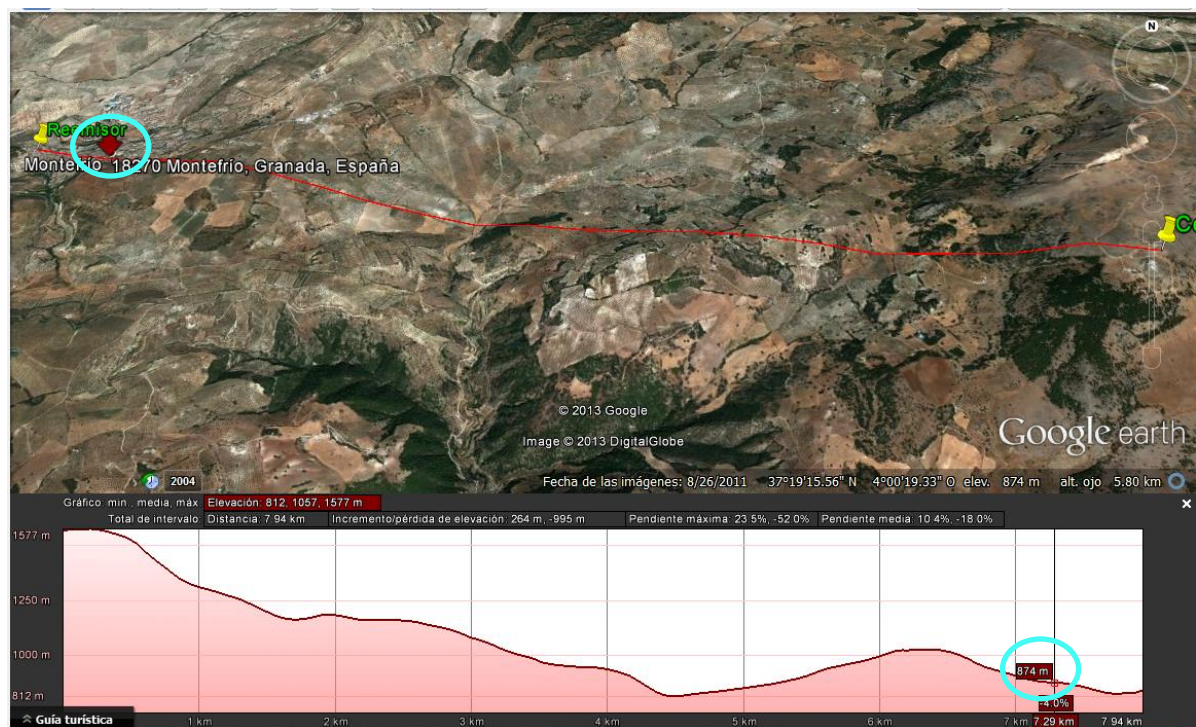 N
Reemisor
Montefrío, 18270 Montefrío, Granada, España
Co
© 2013 Google
Image © 2013 DigitalGlobe
Google earth
2004
Fecha de las imágenes: 8/26/2011 37°19'15.56" N 4°00'19.33" O elev. 874 m alt. ojo 5.80 km
Gráfico: min., media, máx. Elevación: 812, 1057, 1577 m
Total de intervalo: Distancia: 7.94 km Incremento/pérdida de elevación: 264 m, -995 m Pendiente máxima: 23.5%, -52.0% Pendiente media: 10.4%, -18.0%
1577 m
1250 m
1000 m
874 m
812 m
-4.0%
Guía turística
1 km 2 km 3 km 4 km 5 km 6 km 7 km 7.29 km 7.94 km